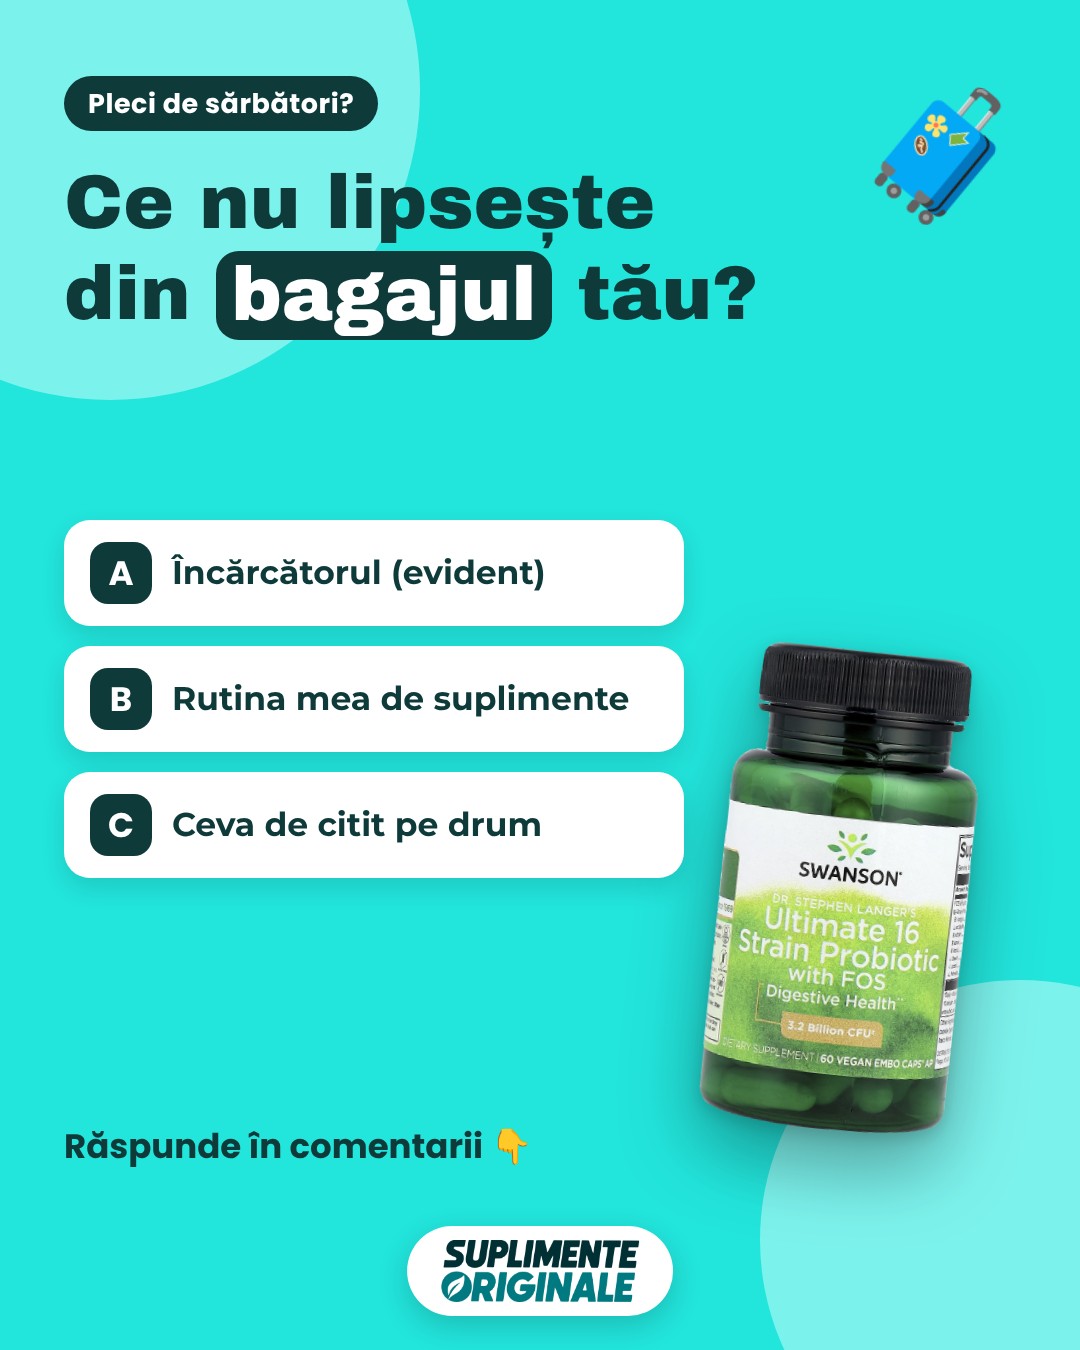 Pleci de sărbători?
Ce nu lipsește
din bagajul tău?
A Încărcătorul (evident)
B Rutina mea de suplimente
C Ceva de citit pe drum
SWANSON
DR. STEPHEN LANGER'S
Ultimate 16
Strain Probiotic
with FOS
Digestive Health
3.2 Billion CFU
DIETARY SUPPLEMENT | 60 VEGAN EMBO CAPS
Răspunde în comentarii
SUPLIMENTE
ORIGINALE